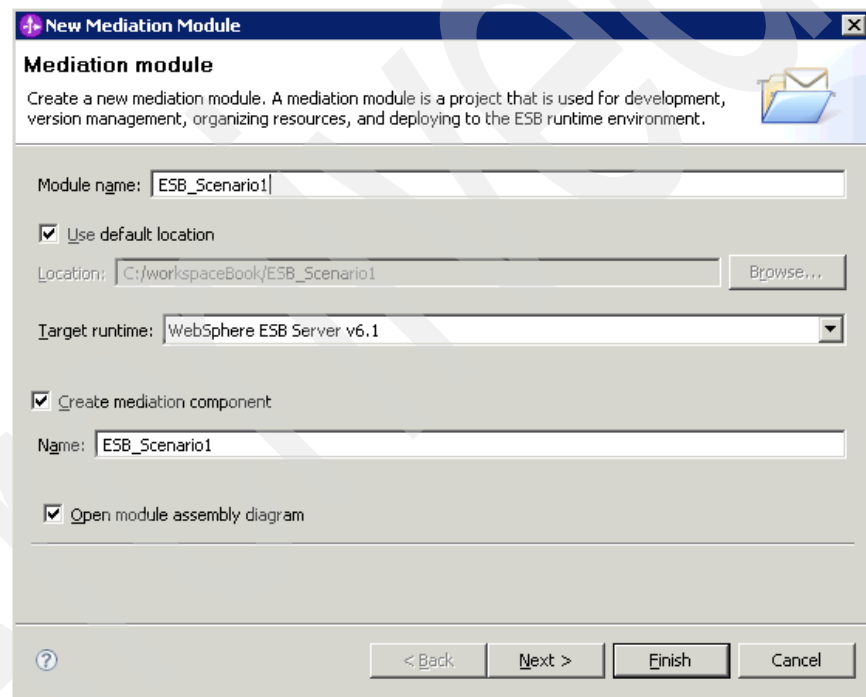 New Mediation Module
Mediation module
Create a new mediation module. A mediation module is a project that is used for development,
version management, organizing resources, and deploying to the ESB runtime environment.
Module name: ESB_Scenario1
Use default location
Location: C:/workspaceBook/ESB_Scenario1 Browse...
Target runtime: WebSphere ESB Server v6.1
Create mediation component
Name: ESB_Scenario1
Open module assembly diagram
? < Back Next > Finish Cancel